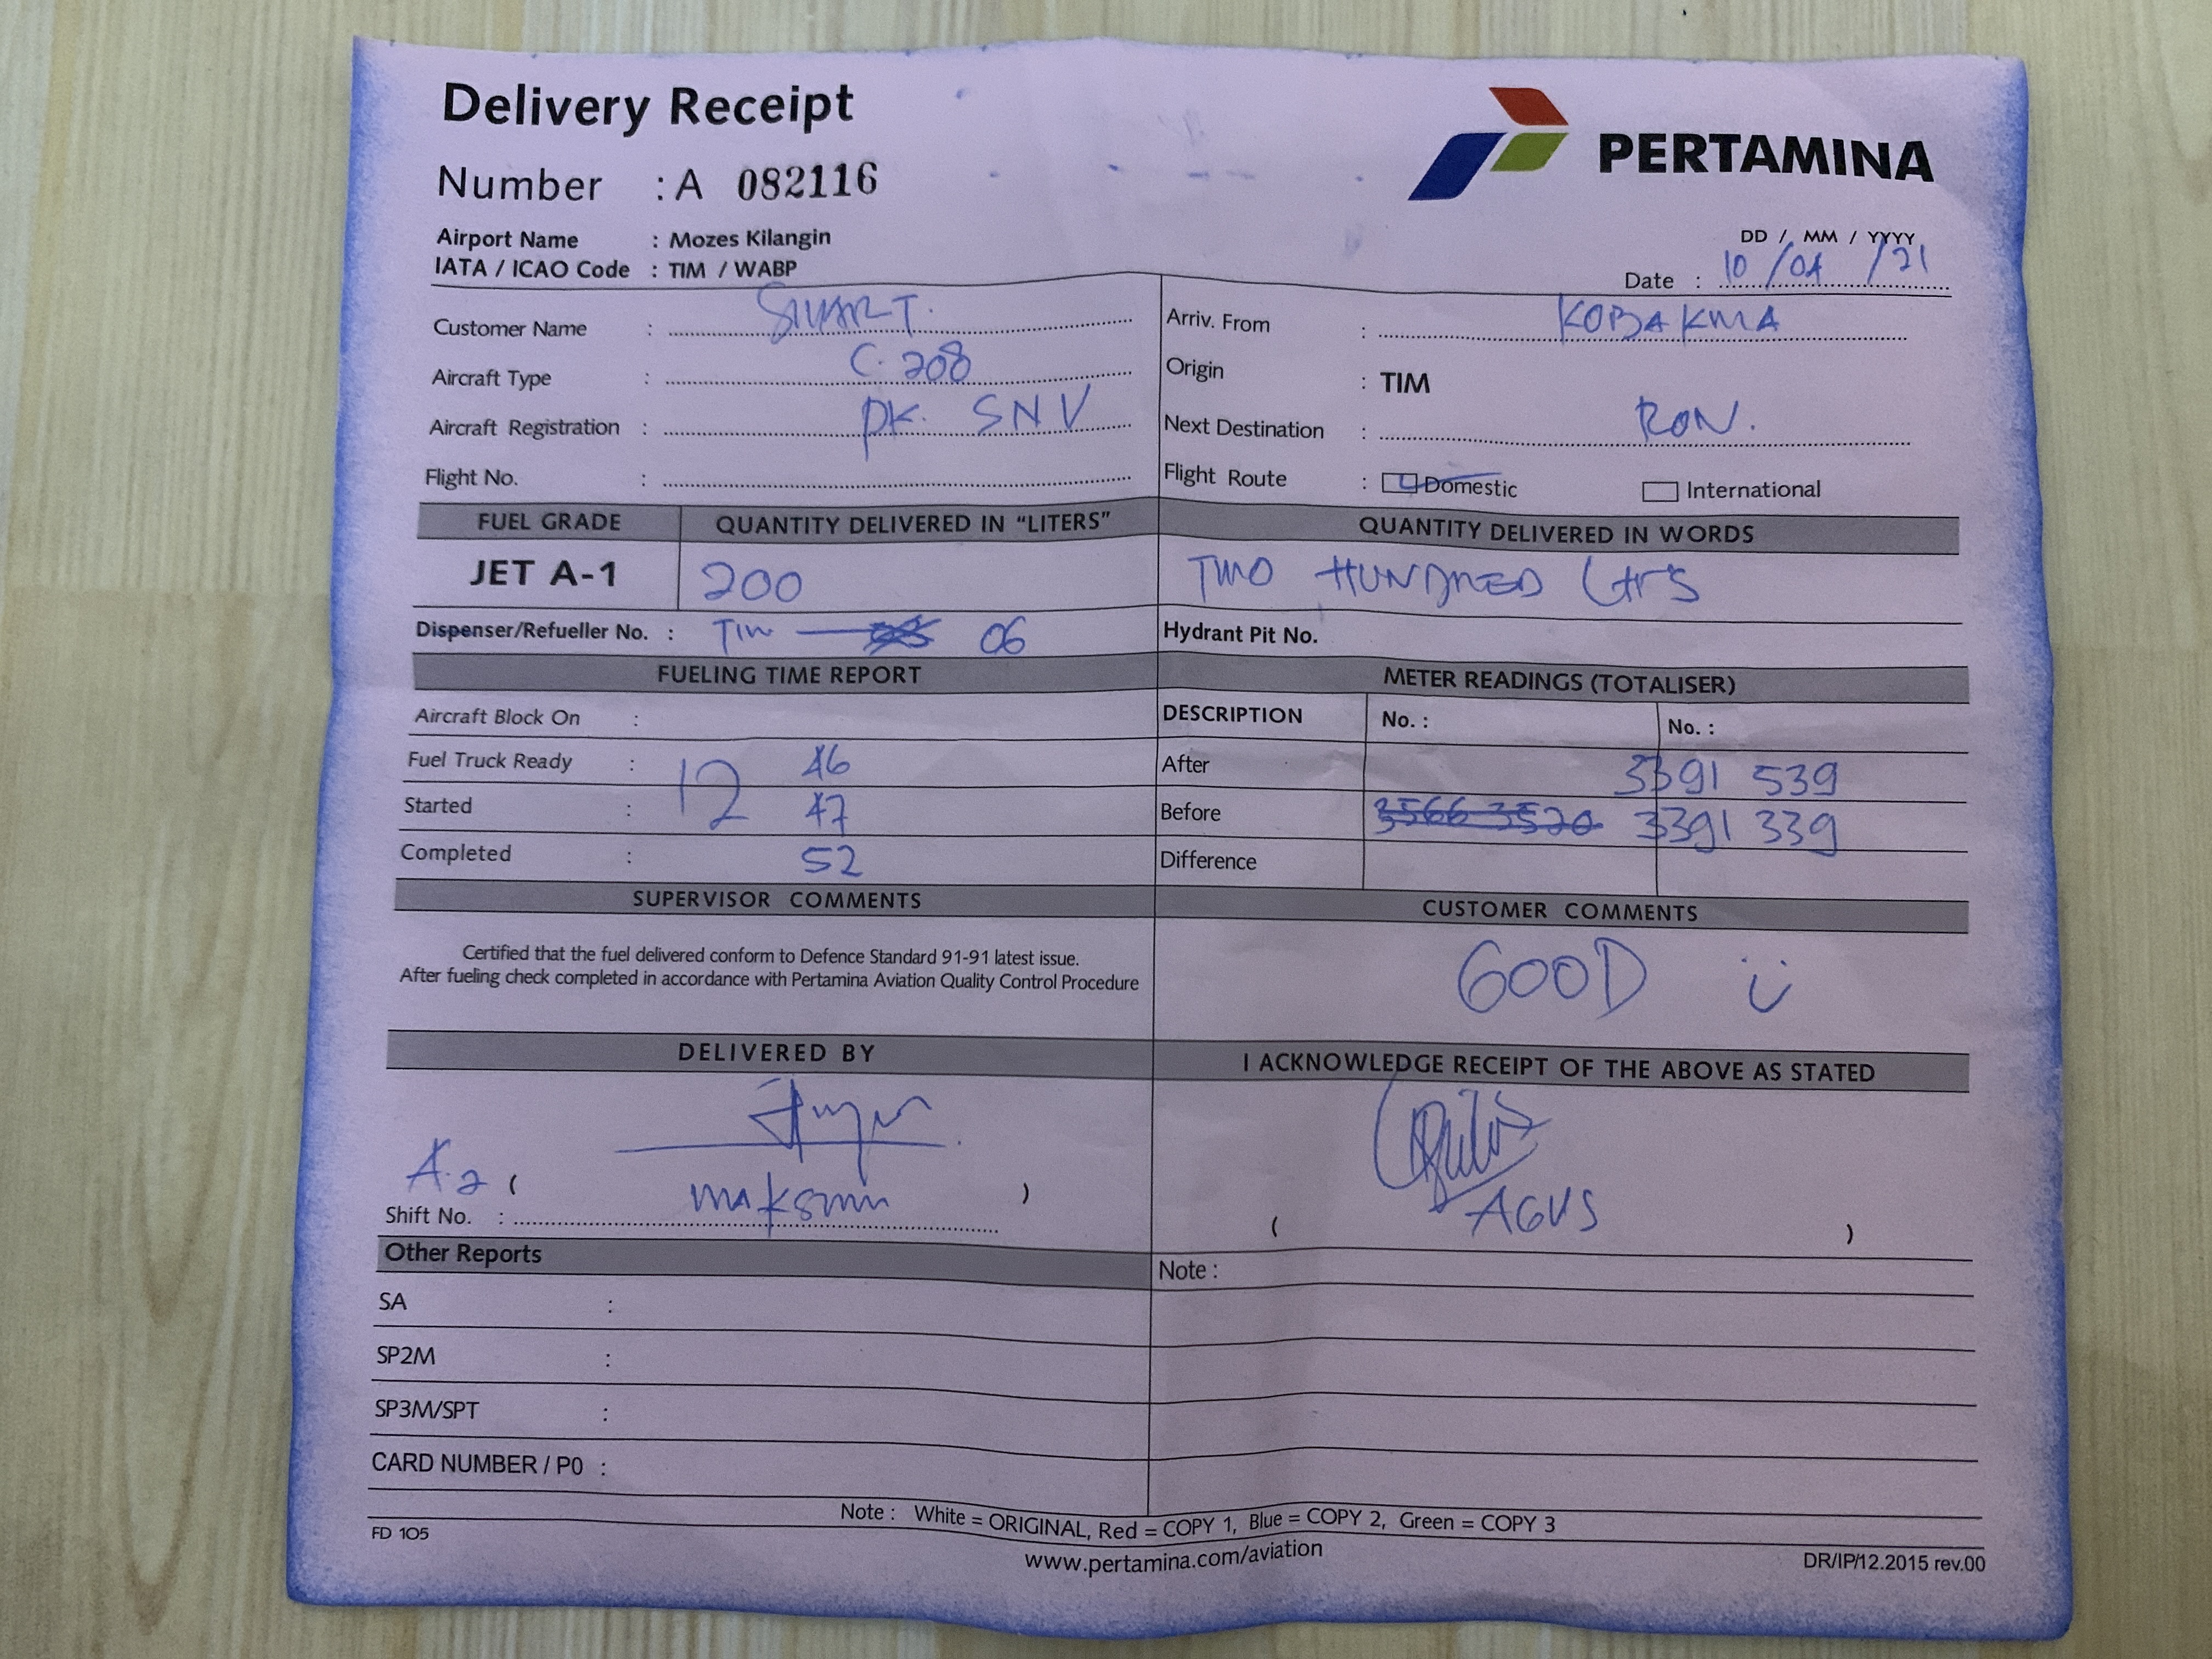 Delivery Receipt
PERTAMINA
Number : A 082116
Airport Name : Mozes Kilangin
IATA / ICAO Code : TIM / WABP
DD / MM / YYYY
Date : 10 / 04 / 21
Customer Name : SMART.
Arriv. From : KOBAKMA
Aircraft Type : C. 208
Origin : TIM
Aircraft Registration : PK. SNV
Next Destination : RON.
Flight No. :
Flight Route : Domestic International
FUEL GRADE QUANTITY DELIVERED IN “LITERS” QUANTITY DELIVERED IN WORDS
JET A-1 200 TWO HUNDRED LTRS
Dispenser/Refueller No. : TIM 06 Hydrant Pit No.
FUELING TIME REPORT METER READINGS (TOTALISER)
Aircraft Block On : DESCRIPTION No. : No. :
Fuel Truck Ready : 12 46 After 3391 539
Started : 47 Before 3566 3520 3391 339
Completed : 52 Difference
SUPERVISOR COMMENTS CUSTOMER COMMENTS
Certified that the fuel delivered conform to Defence Standard 91-91 latest issue.
After fueling check completed in accordance with Pertamina Aviation Quality Control Procedure
GOOD
DELIVERED BY I ACKNOWLEDGE RECEIPT OF THE ABOVE AS STATED
A.2 ( )
Shift No. :
( AGUS )
Other Reports Note :
SA :
SP2M :
SP3M/SPT :
CARD NUMBER / P0 :
Note : White = ORIGINAL, Red = COPY 1, Blue = COPY 2, Green = COPY 3
FD 105
www.pertamina.com/aviation
DR/IP/12.2015 rev.00